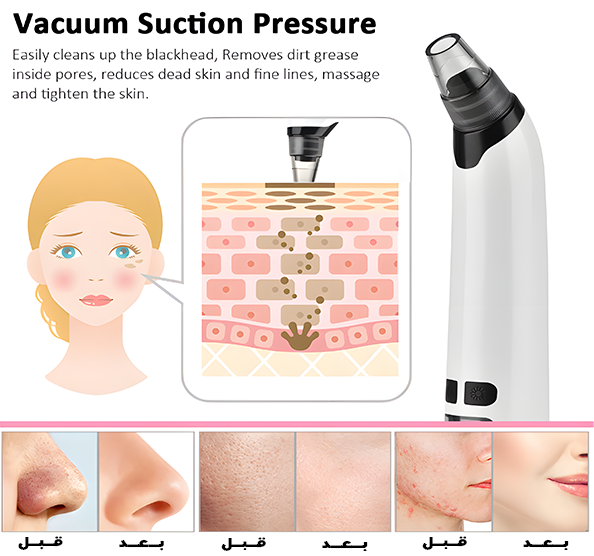 Vacuum Suction Pressure
Easily cleans up the blackhead, Removes dirt grease
inside pores, reduces dead skin and fine lines, massage
and tighten the skin.
قبل بعد قبل بعد قبل بعد